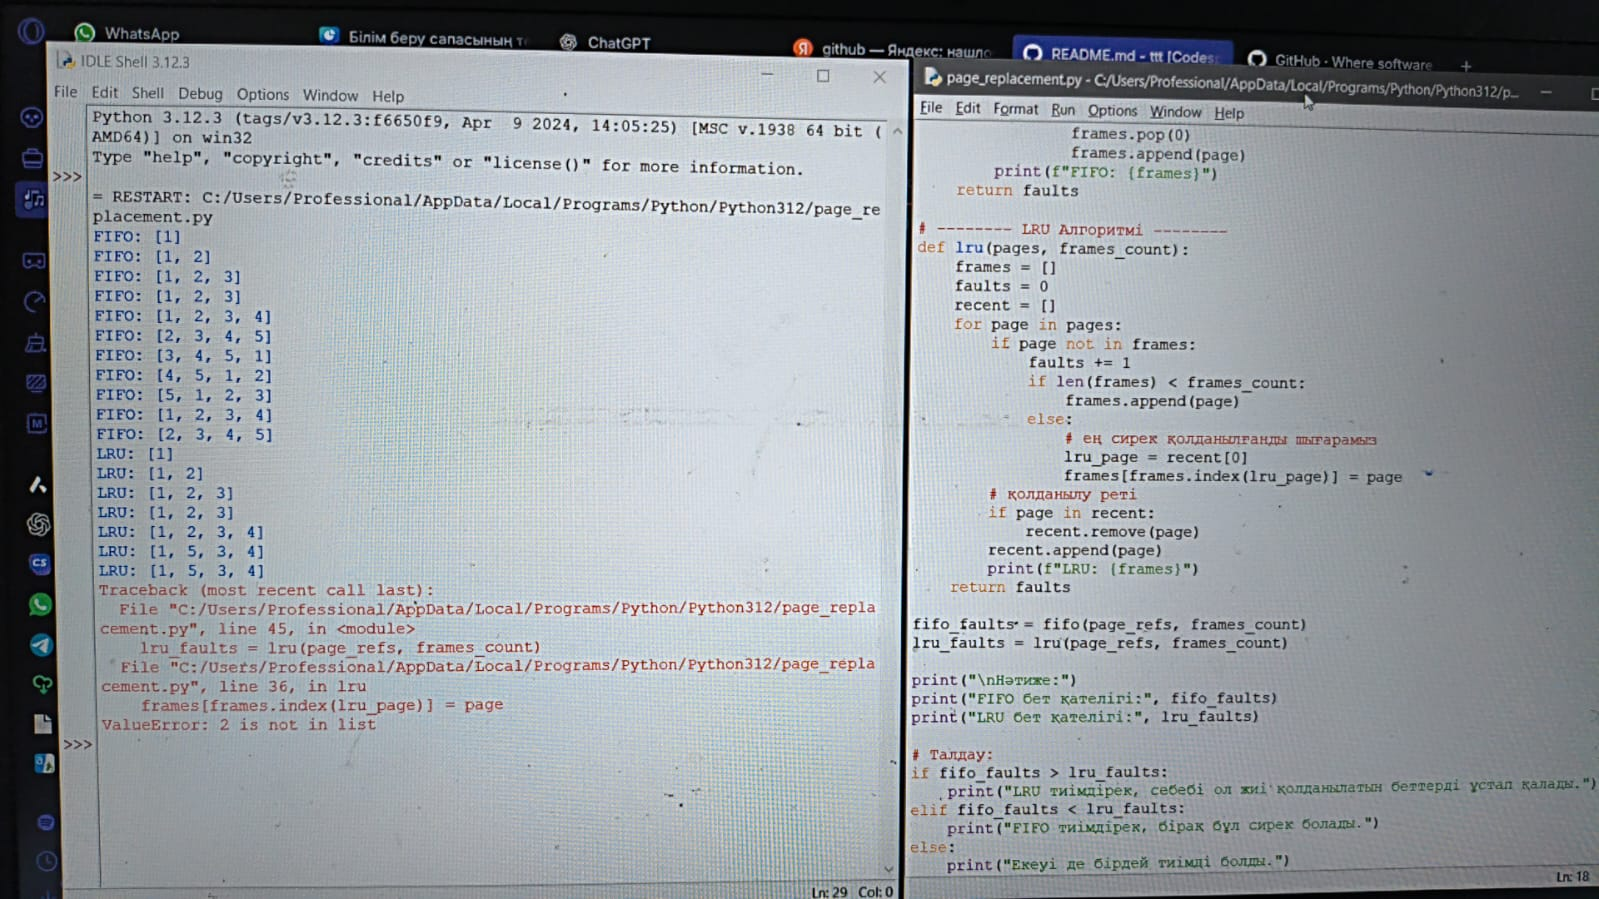 WhatsApp
Білім беру сапасының т
ChatGPT
github — Яндекс: нашло
README.md - ttt [Codes
GitHub · Where software
IDLE Shell 3.12.3
File Edit Shell Debug Options Window Help
Python 3.12.3 (tags/v3.12.3:f6650f9, Apr  9 2024, 14:05:25) [MSC v.1938 64 bit (
AMD64)] on win32
Type "help", "copyright", "credits" or "license()" for more information.
>>>
= RESTART: C:/Users/Professional/AppData/Local/Programs/Python/Python312/page_re
placement.py
FIFO: [1]
FIFO: [1, 2]
FIFO: [1, 2, 3]
FIFO: [1, 2, 3]
FIFO: [1, 2, 3, 4]
FIFO: [2, 3, 4, 5]
FIFO: [3, 4, 5, 1]
FIFO: [4, 5, 1, 2]
FIFO: [5, 1, 2, 3]
FIFO: [1, 2, 3, 4]
FIFO: [2, 3, 4, 5]
LRU: [1]
LRU: [1, 2]
LRU: [1, 2, 3]
LRU: [1, 2, 3]
LRU: [1, 2, 3, 4]
LRU: [1, 5, 3, 4]
LRU: [1, 5, 3, 4]
Traceback (most recent call last):
  File "C:/Users/Professional/AppData/Local/Programs/Python/Python312/page_repla
cement.py", line 45, in <module>
    lru_faults = lru(page_refs, frames_count)
  File "C:/Users/Professional/AppData/Local/Programs/Python/Python312/page_repla
cement.py", line 36, in lru
    frames[frames.index(lru_page)] = page
ValueError: 2 is not in list
>>>
Ln: 29 Col: 0
page_replacement.py - C:/Users/Professional/AppData/Local/Programs/Python/Python312/p...
File Edit Format Run Options Window Help
                frames.pop(0)
                frames.append(page)
        print(f"FIFO: {frames}")
    return faults
# -------- LRU Алгоритмі --------
def lru(pages, frames_count):
    frames = []
    faults = 0
    recent = []
    for page in pages:
        if page not in frames:
            faults += 1
            if len(frames) < frames_count:
                frames.append(page)
            else:
                # ең сирек қолданылғанды шығарамыз
                lru_page = recent[0]
                frames[frames.index(lru_page)] = page
        # қолданылу реті
        if page in recent:
            recent.remove(page)
        recent.append(page)
        print(f"LRU: {frames}")
    return faults
fifo_faults = fifo(page_refs, frames_count)
lru_faults = lru(page_refs, frames_count)
print("\nНәтиже:")
print("FIFO бет қателігі:", fifo_faults)
print("LRU бет қателігі:", lru_faults)
# Талдау:
if fifo_faults > lru_faults:
    print("LRU тиімдірек, себебі ол жиі қолданылатын беттерді ұстап қалады.")
elif fifo_faults < lru_faults:
    print("FIFO тиімдірек, бірақ бұл сирек болады.")
else:
    print("Екеуі де бірдей тиімді болды.")
Ln: 18
CS
M